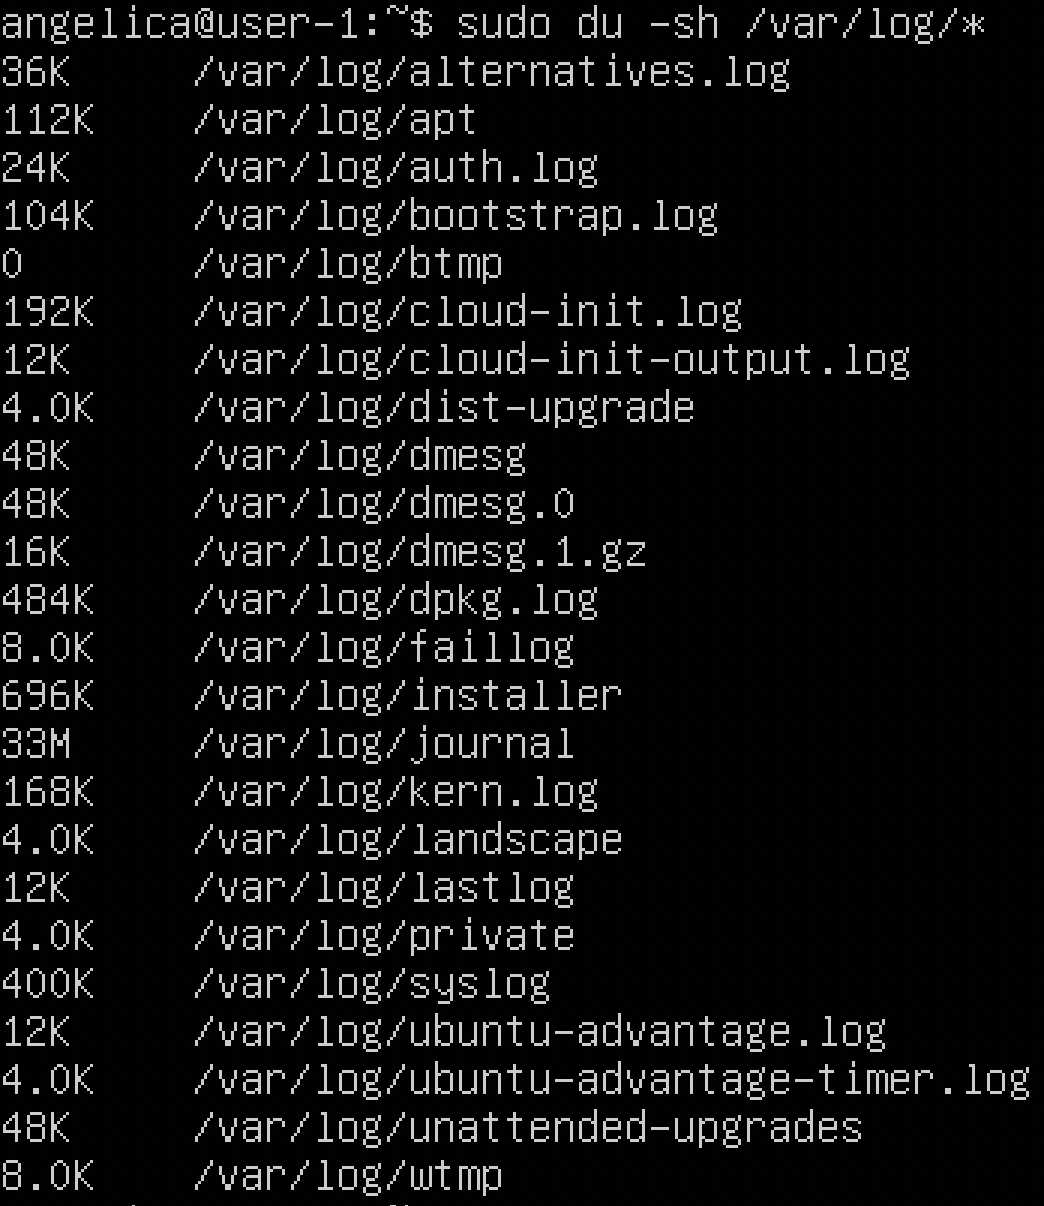 angelica@user-1:~$ sudo du -sh /var/log/*
36K /var/log/alternatives.log
112K /var/log/apt
24K /var/log/auth.log
104K /var/log/bootstrap.log
0 /var/log/btmp
192K /var/log/cloud-init.log
12K /var/log/cloud-init-output.log
4.0K /var/log/dist-upgrade
48K /var/log/dmesg
48K /var/log/dmesg.0
16K /var/log/dmesg.1.gz
484K /var/log/dpkg.log
8.0K /var/log/faillog
696K /var/log/installer
33M /var/log/journal
168K /var/log/kern.log
4.0K /var/log/landscape
12K /var/log/lastlog
4.0K /var/log/private
400K /var/log/syslog
12K /var/log/ubuntu-advantage.log
4.0K /var/log/ubuntu-advantage-timer.log
48K /var/log/unattended-upgrades
8.0K /var/log/wtmp